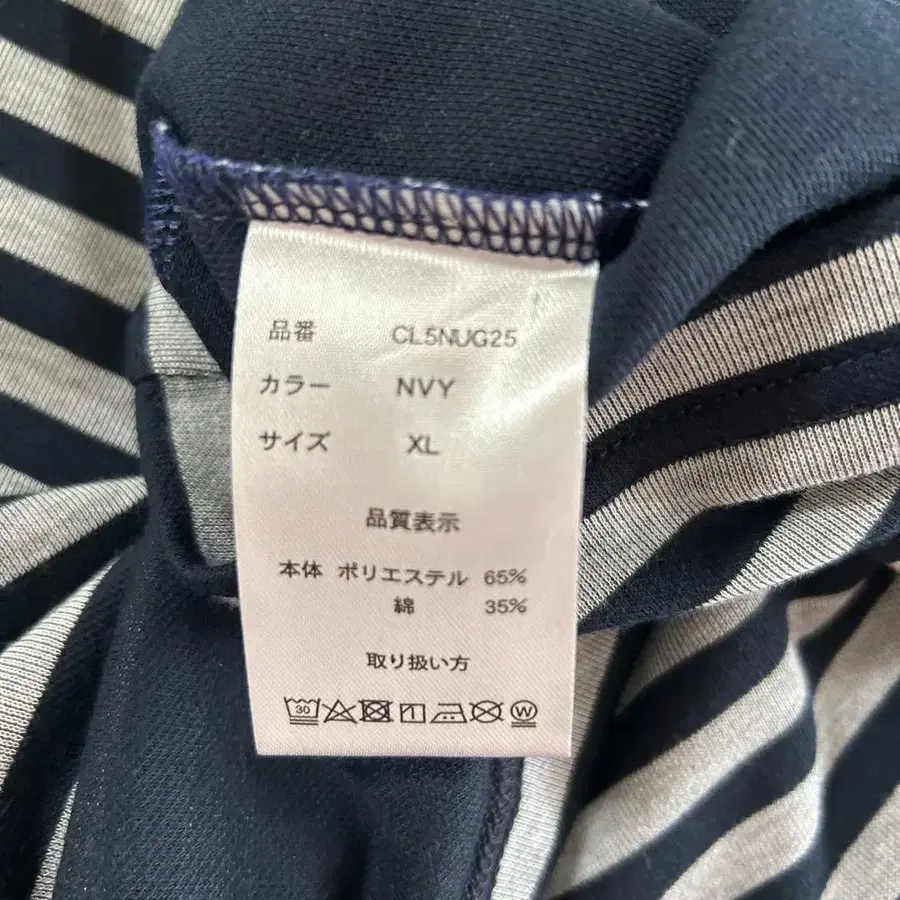 品番 CL5NUG25
カラー NVY
サイズ XL
品質表示
本体 ポリエステル 65%
綿 35%
取り扱い方
30 W